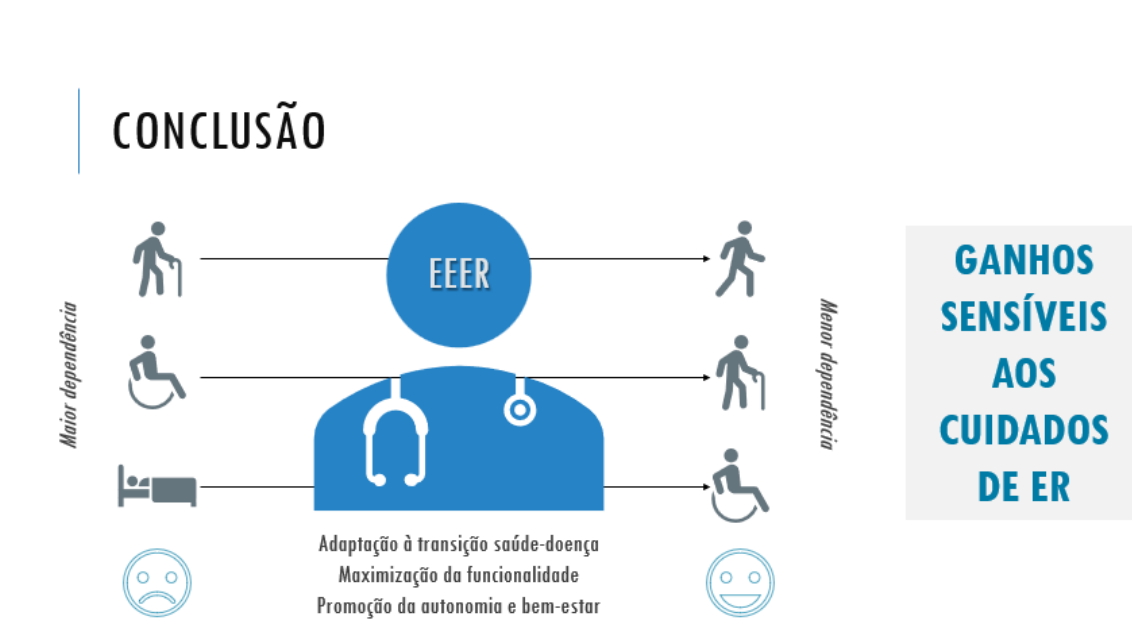 CONCLUSÃO
EEER
Maior dependência
Menor dependência
Adaptação à transição saúde-doença
Maximização da funcionalidade
Promoção da autonomia e bem-estar
GANHOS
SENSÍVEIS
AOS
CUIDADOS
DE ER